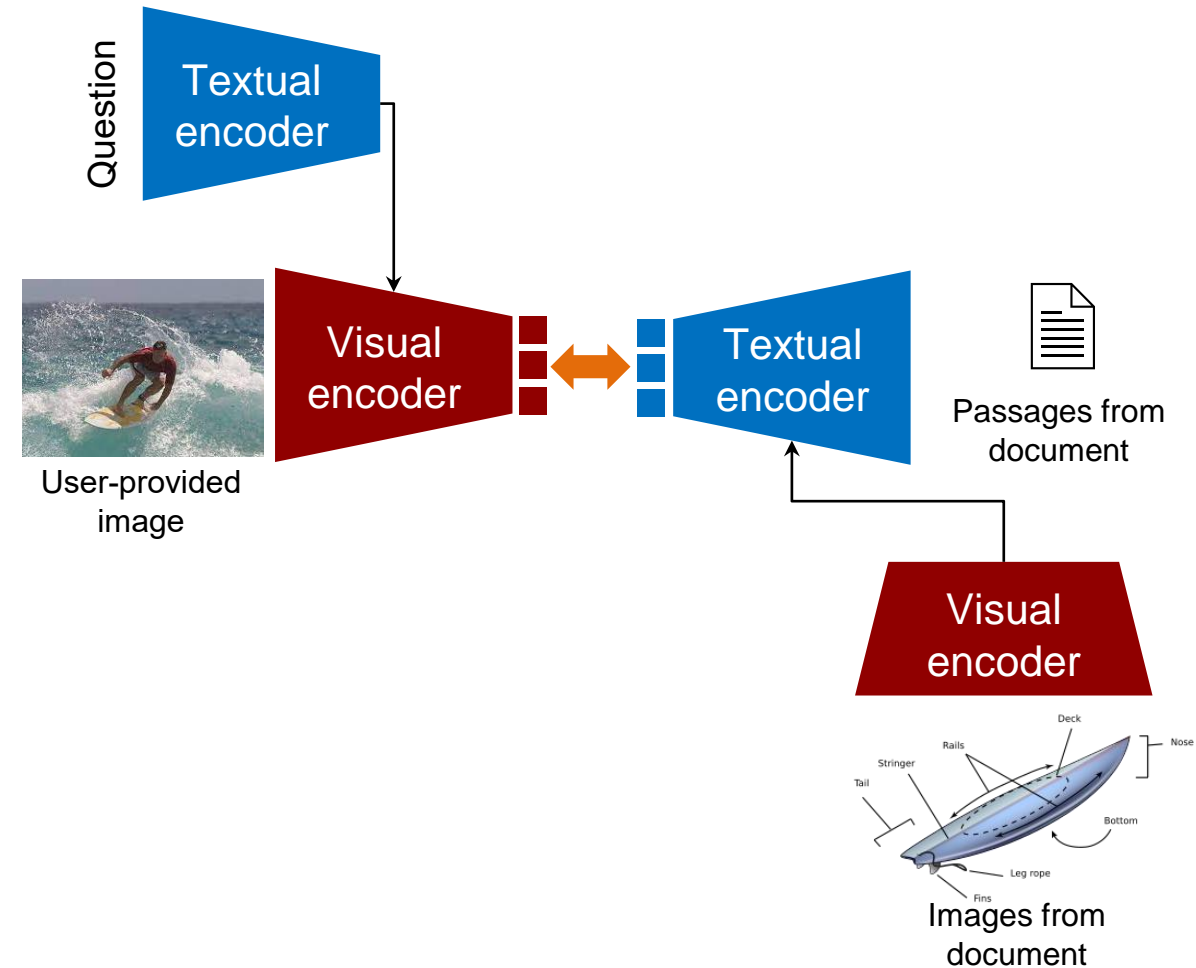 Question
Textual
encoder
Visual
encoder
Textual
encoder
User-provided
image
Passages from
document
Visual
encoder
Deck
Nose
Rails
Stringer
Tail
Bottom
Leg rope
Fins
Images from
document